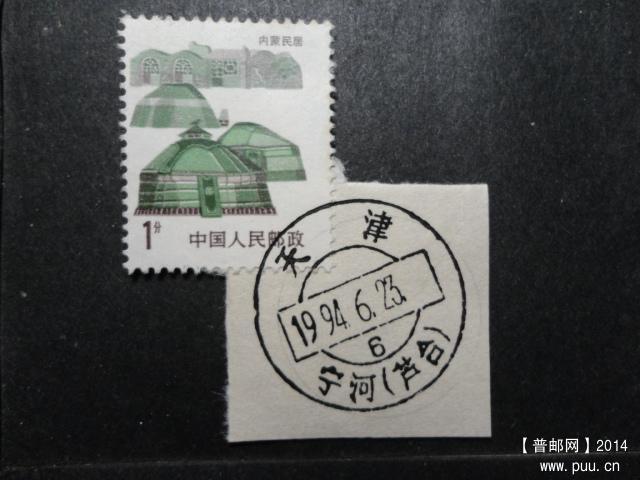 内蒙民居
1分
中国人民邮政
天津
1994.6.23.
6
宁河(芦台)
【普邮网】2014
www.puu.cn